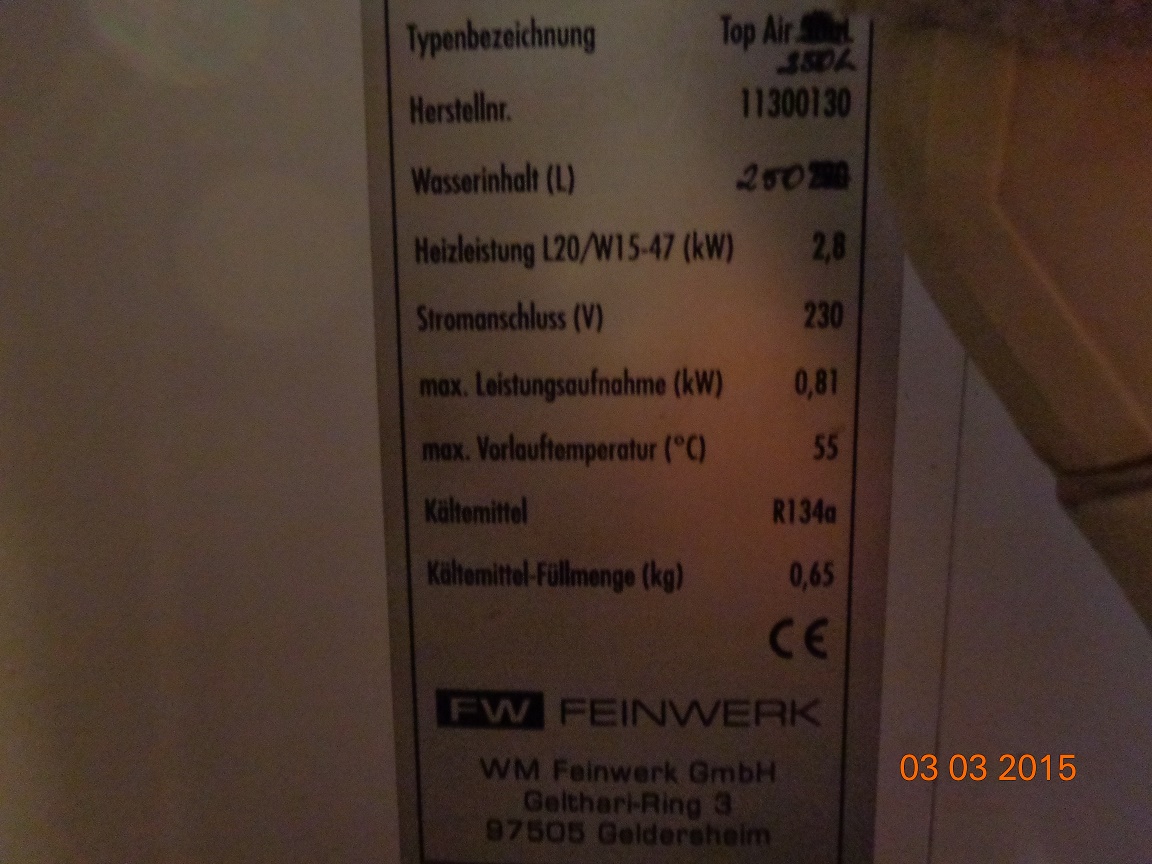 Typenbezeichnung Top Air
250L
Herstellnr. 11300130
Wasserinhalt (L) 250
Heizleistung L20/W15-47 (kW) 2,8
Stromanschluss (V) 230
max. Leistungsaufnahme (kW) 0,81
max. Vorlauftemperatur (°C) 55
Kältemittel R134a
Kältemittel-Füllmenge (kg) 0,65
CE
FW FEINWERK
WM Feinwerk GmbH
Gelthari-Ring 3
97505 Geldersheim
03 03 2015